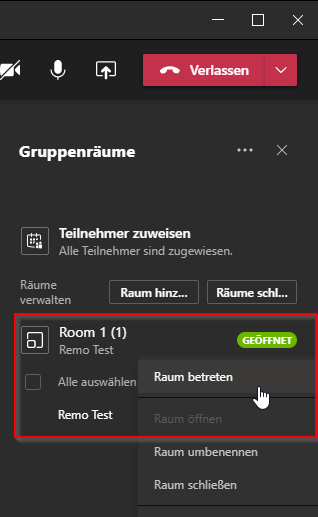 Verlassen
Gruppenräume
Teilnehmer zuweisen
Alle Teilnehmer sind zugewiesen.
Räume
verwalten
Raum hinz...
Räume schl...
Room 1 (1)
GEÖFFNET
Remo Test
Alle auswählen
Remo Test
Raum betreten
Raum öffnen
Raum umbenennen
Raum schließen